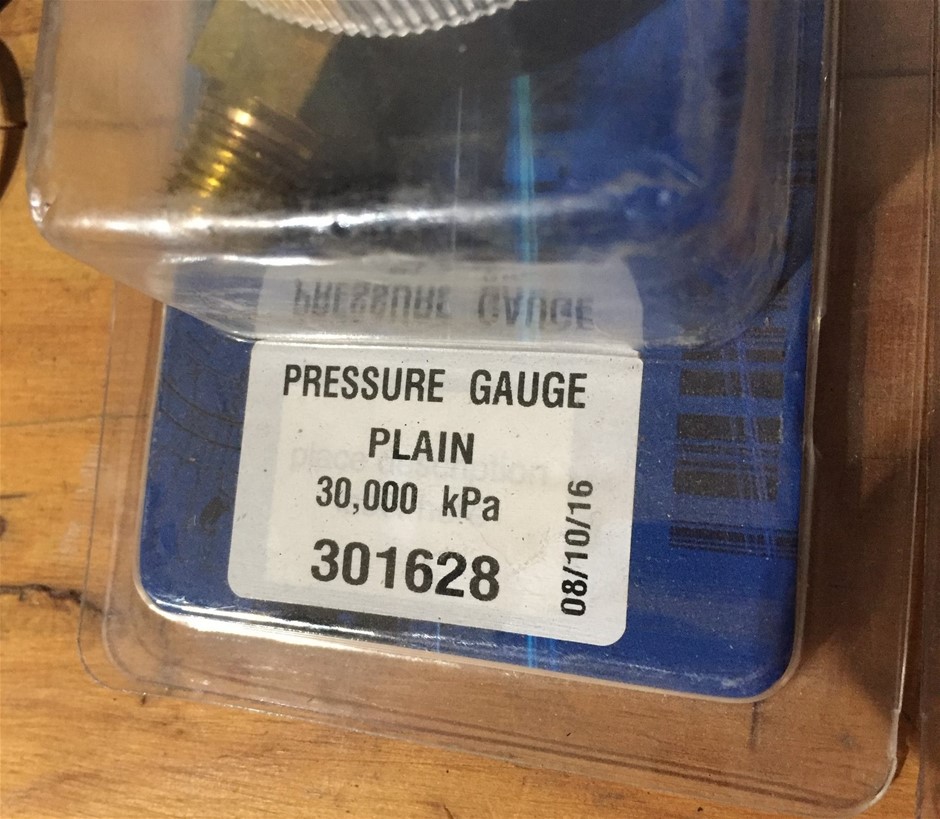 PRESSURE GAUGE
PLAIN
30,000 kPa
301628
08/10/16